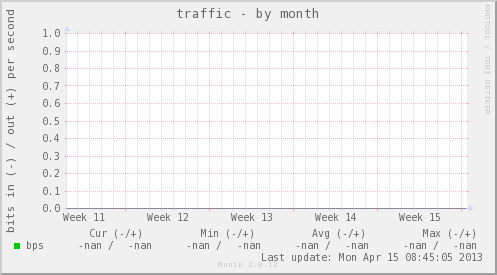 traffic - by month
RRDTOOL / TOBI OETIKER
bits in (-) / out (+) per second
1.0
0.9
0.8
0.7
0.6
0.5
0.4
0.3
0.2
0.1
0.0
Week 11 Week 12 Week 13 Week 14 Week 15
Cur (-/+) Min (-/+) Avg (-/+) Max (-/+)
bps -nan / -nan -nan / -nan -nan / -nan -nan / -nan
Last update: Mon Apr 15 08:45:05 2013
Munin 2.0.12